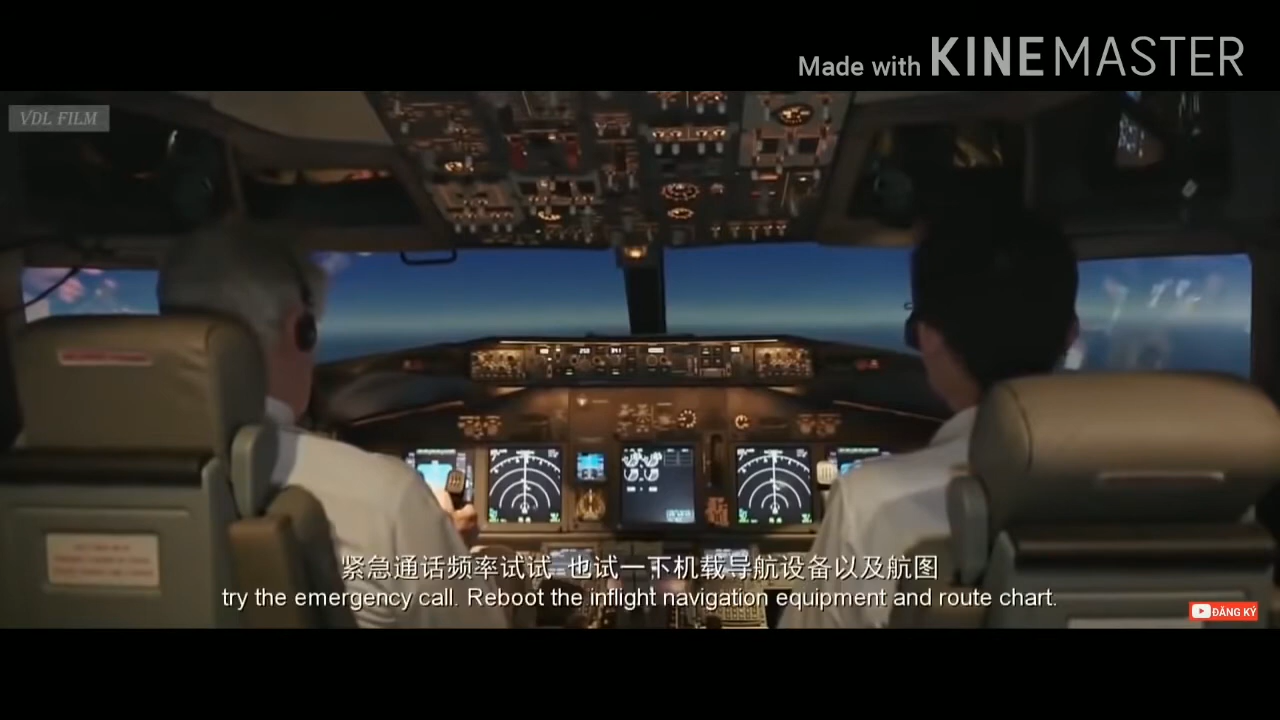 Made with KINEMASTER
VDL FILM
紧急通话频率试试 也试一下机载导航设备以及航图
try the emergency call. Reboot the inflight navigation equipment and route chart.
ĐĂNG KÝ